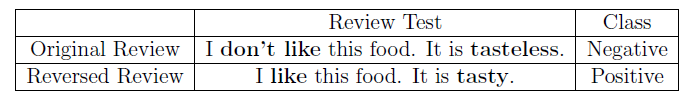 Review Test Class
Original Review I don't like this food. It is tasteless. Negative
Reversed Review I like this food. It is tasty. Positive